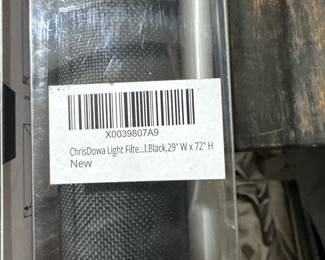 X0039807A9
ChrisDowa Light Filte...l.Black,29" W x 72" H
New